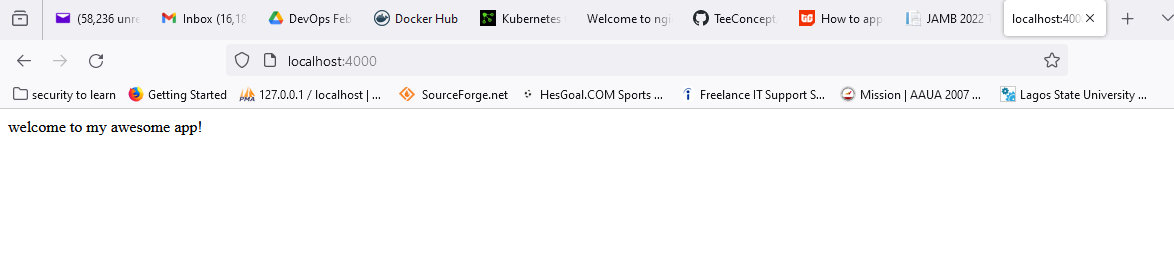 (58,236 unre Inbox (16,18 DevOps Feb Docker Hub Kubernetes Welcome to ngi TeeConcept. How to app JAMB 2022 localhost:400
localhost:4000
security to learn Getting Started 127.0.0.1 / localhost | ... SourceForge.net HesGoal.COM Sports ... Freelance IT Support S... Mission | AAUA 2007 ... Lagos State University ...
welcome to my awesome app!